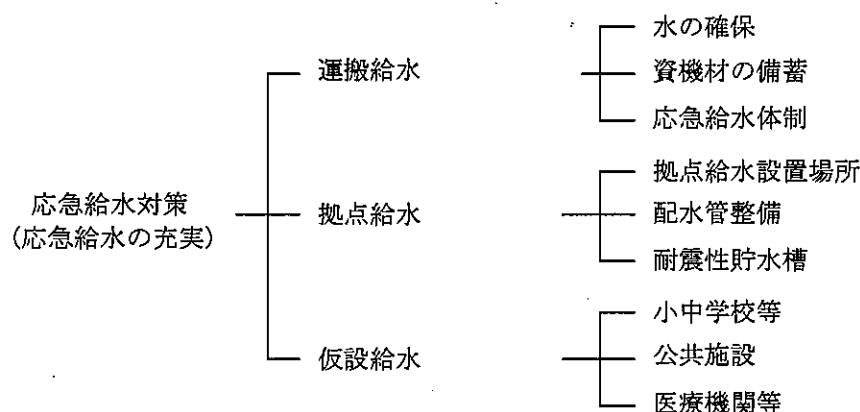 応急給水対策
(応急給水の充実)
運搬給水
水の確保
資機材の備蓄
応急給水体制
拠点給水
拠点給水設置場所
配水管整備
耐震性貯水槽
仮設給水
小中学校等
公共施設
医療機関等